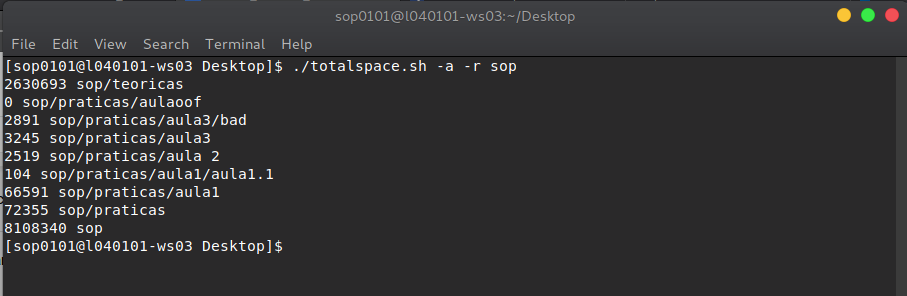 sop0101@l040101-ws03:~/Desktop
File Edit View Search Terminal Help
[sop0101@l040101-ws03 Desktop]$ ./totalspace.sh -a -r sop
2630693 sop/teoricas
0 sop/praticas/aulaoof
2891 sop/praticas/aula3/bad
3245 sop/praticas/aula3
2519 sop/praticas/aula 2
104 sop/praticas/aula1/aula1.1
66591 sop/praticas/aula1
72355 sop/praticas
8108340 sop
[sop0101@l040101-ws03 Desktop]$